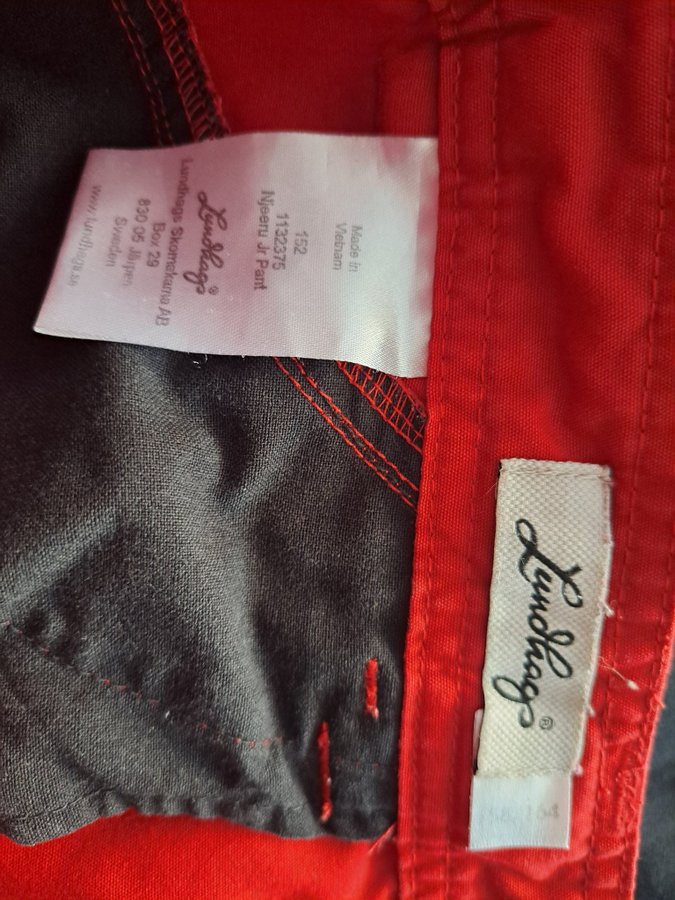 Made in
Vietnam
152
1132375
Njeeru Jr Pant
Lundhags®
Lundhags Skomakarna AB
Box 29
830 05 Järpen
Sweden
www.lundhags.se
Lundhags®